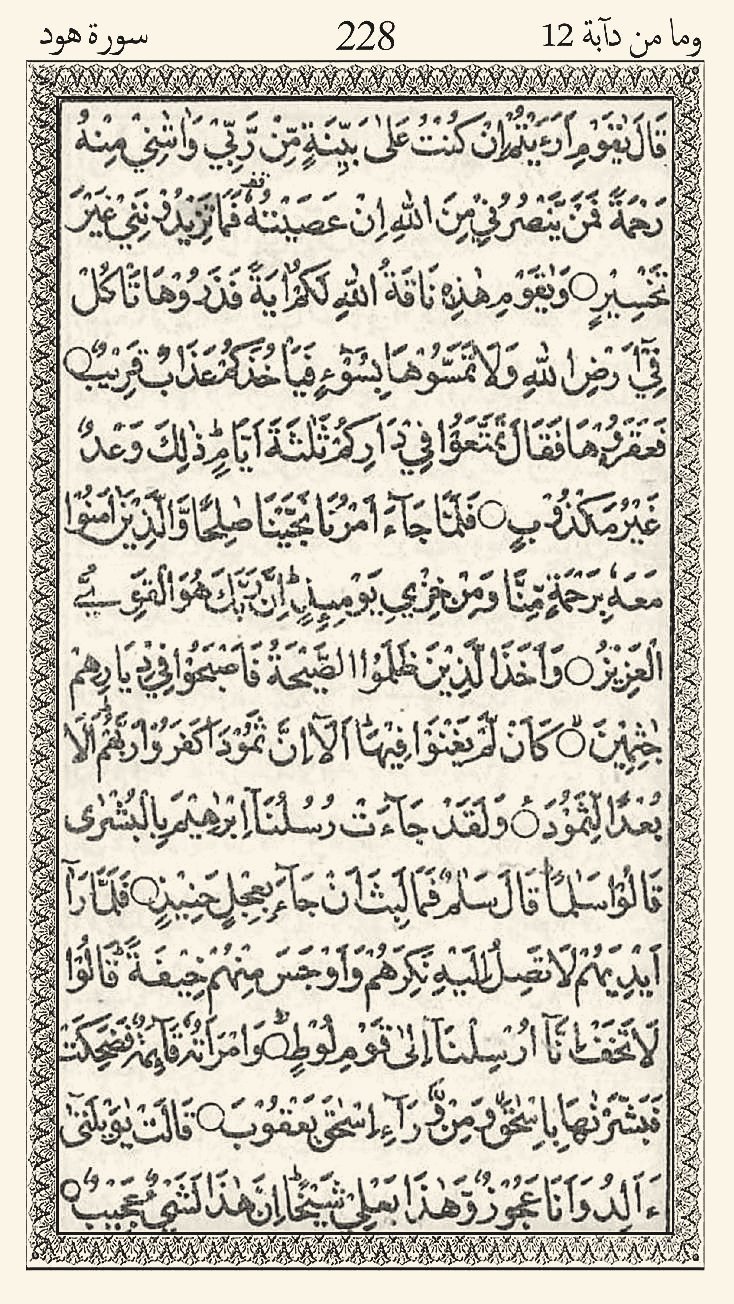 وما من دآبة 12 228 سورة هود
قَالَ يٰقَوْمِ اَرَءَيْتُمْ اِنْ كُنْتُ عَلٰى بَيِّنَةٍ مِّنْ رَّبِّيْ وَاٰتٰىنِيْ مِنْهُ
رَحْمَةً فَمَنْ يَّنْصُرُنِيْ مِنَ اللّٰهِ اِنْ عَصَيْتُهٗ فَمَا تَزِيْدُوْنَنِيْ غَيْرَ
تَخْسِيْرٍ ۝ وَيٰقَوْمِ هٰذِهٖ نَاقَةُ اللّٰهِ لَكُمْ اٰيَةً فَذَرُوْهَا تَاْكُلْ
فِيْٓ اَرْضِ اللّٰهِ وَلَا تَمَسُّوْهَا بِسُوْٓءٍ فَيَاْخُذَكُمْ عَذَابٌ قَرِيْبٌ ۝
فَعَقَرُوْهَا فَقَالَ تَمَتَّعُوْا فِيْ دَارِكُمْ ثَلٰثَةَ اَيَّامٍ ذٰلِكَ وَعْدٌ
غَيْرُ مَكْذُوْبٍ ۝ فَلَمَّا جَآءَ اَمْرُنَا نَجَّيْنَا صٰلِحًا وَّالَّذِيْنَ اٰمَنُوْا
مَعَهٗ بِرَحْمَةٍ مِّنَّا وَمِنْ خِزْيِ يَوْمِىِٕذٍ اِنَّ رَبَّكَ هُوَ الْقَوِيُّ
الْعَزِيْزُ ۝ وَاَخَذَ الَّذِيْنَ ظَلَمُوا الصَّيْحَةُ فَاَصْبَحُوْا فِيْ دِيَارِهِمْ
جٰثِمِيْنَ ۝ كَاَنْ لَّمْ يَغْنَوْا فِيْهَا اَلَآ اِنَّ ثَمُوْدَا۟ كَفَرُوْا رَبَّهُمْ اَلَا
بُعْدًا لِّثَمُوْدَ ۝ وَلَقَدْ جَآءَتْ رُسُلُنَآ اِبْرٰهِيْمَ بِالْبُشْرٰى
قَالُوْا سَلٰمًا قَالَ سَلٰمٌ فَمَا لَبِثَ اَنْ جَآءَ بِعِجْلٍ حَنِيْذٍ ۝ فَلَمَّا رَآٰ
اَيْدِيَهُمْ لَا تَصِلُ اِلَيْهِ نَكِرَهُمْ وَاَوْجَسَ مِنْهُمْ خِيْفَةً قَالُوْا
لَا تَخَفْ اِنَّآ اُرْسِلْنَآ اِلٰى قَوْمِ لُوْطٍ ۝ وَامْرَاَتُهٗ قَآىِٕمَةٌ فَضَحِكَتْ
فَبَشَّرْنٰهَا بِاِسْحٰقَ وَمِنْ وَّرَآءِ اِسْحٰقَ يَعْقُوْبَ ۝ قَالَتْ يٰوَيْلَتٰٓى
ءَاَلِدُ وَاَنَا عَجُوْزٌ وَّهٰذَا بَعْلِيْ شَيْخًا اِنَّ هٰذَا لَشَيْءٌ عَجِيْبٌ ۝